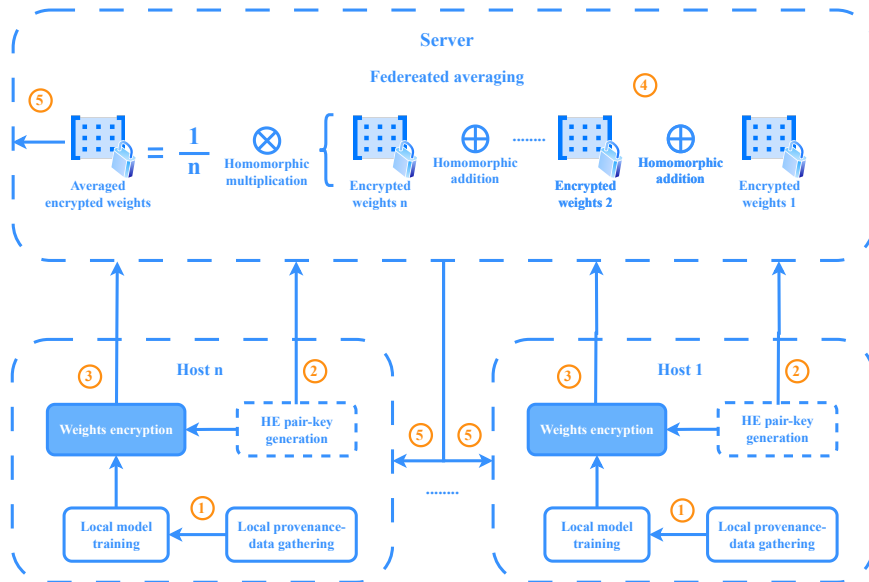 Server
Federeated averaging
4
5
=
1
n
Homomorphic
multiplication
{
Averaged
encrypted weights
Encrypted
weights n
Homomorphic
addition
........
Encrypted
weights 2
Homomorphic
addition
Encrypted
weights 1
Host n
3
2
Weights encryption
HE pair-key
generation
1
Local model
training
Local provenance-
data gathering
5
5
........
Host 1
3
2
Weights encryption
HE pair-key
generation
1
Local model
training
Local provenance-
data gathering